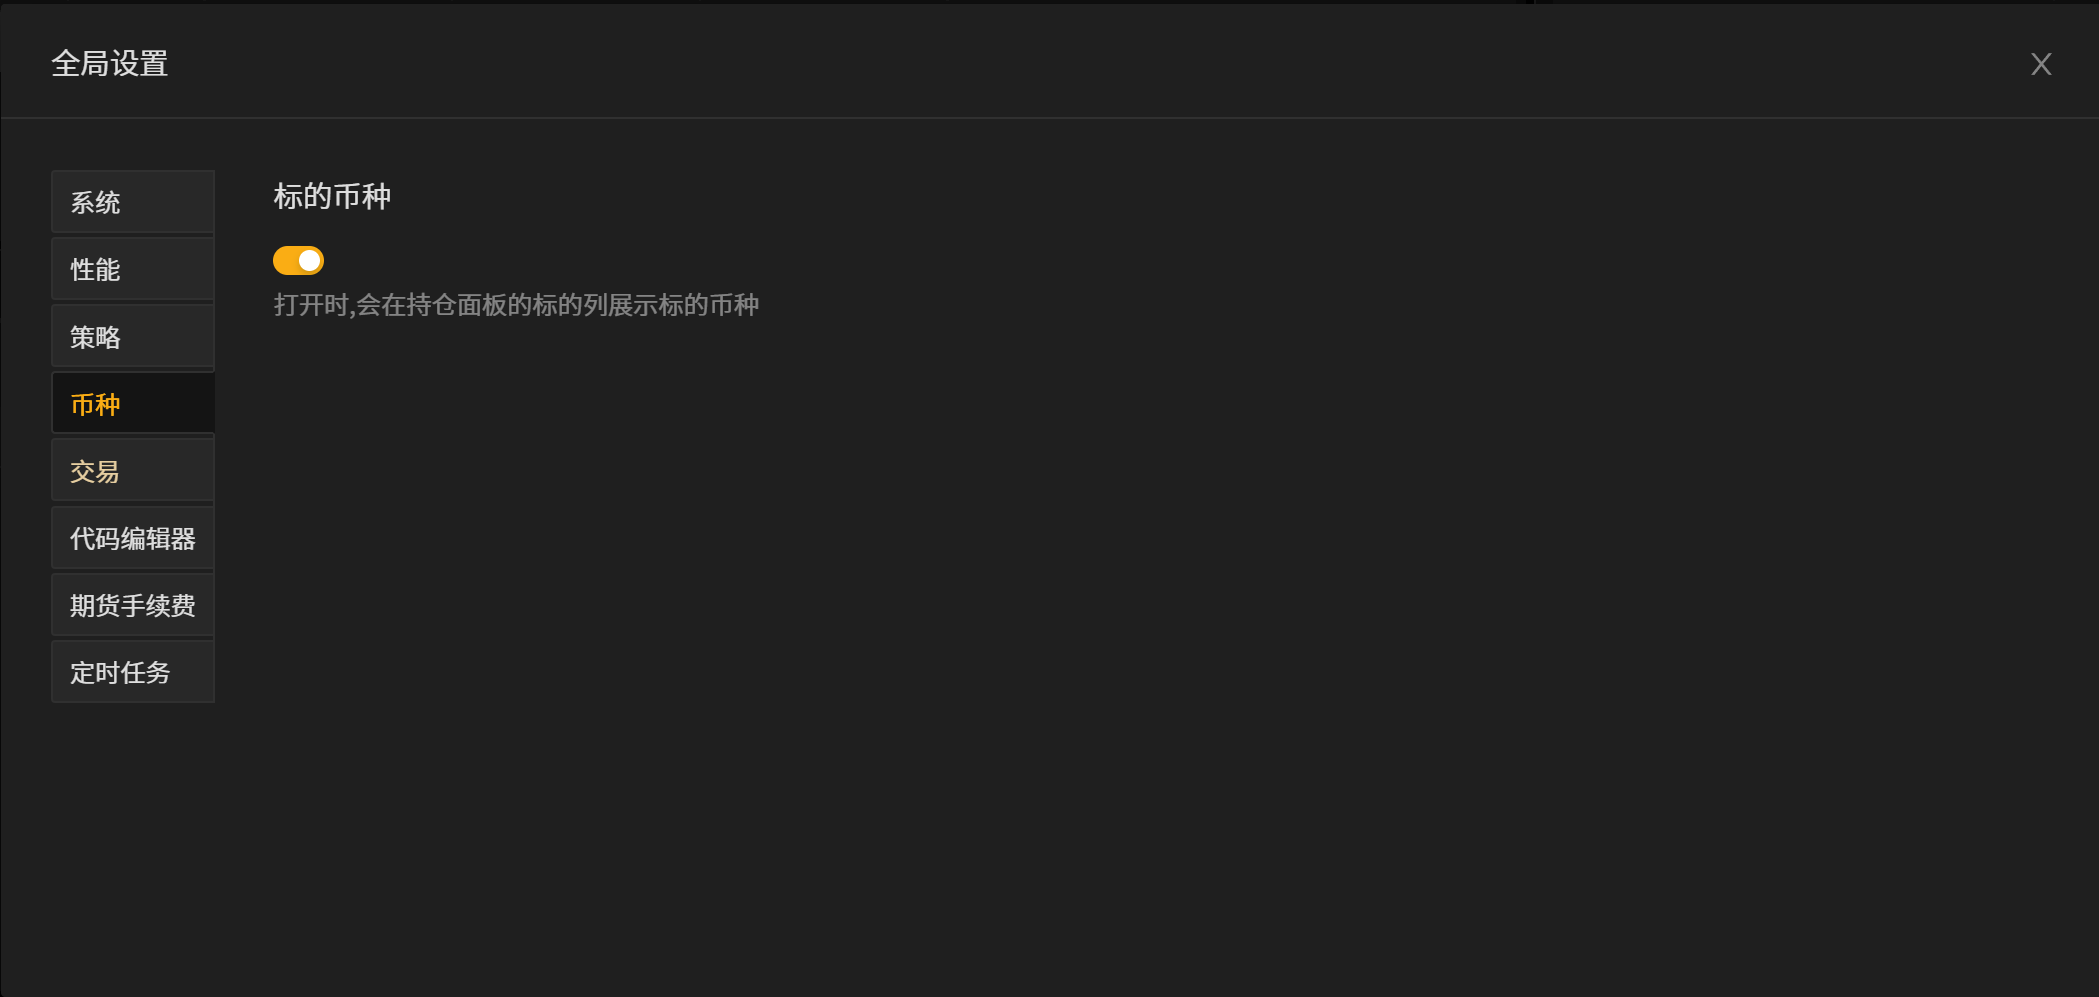 全局设置
X
系统
性能
策略
币种
交易
代码编辑器
期货手续费
定时任务
标的币种
打开时,会在持仓面板的标的列展示标的币种